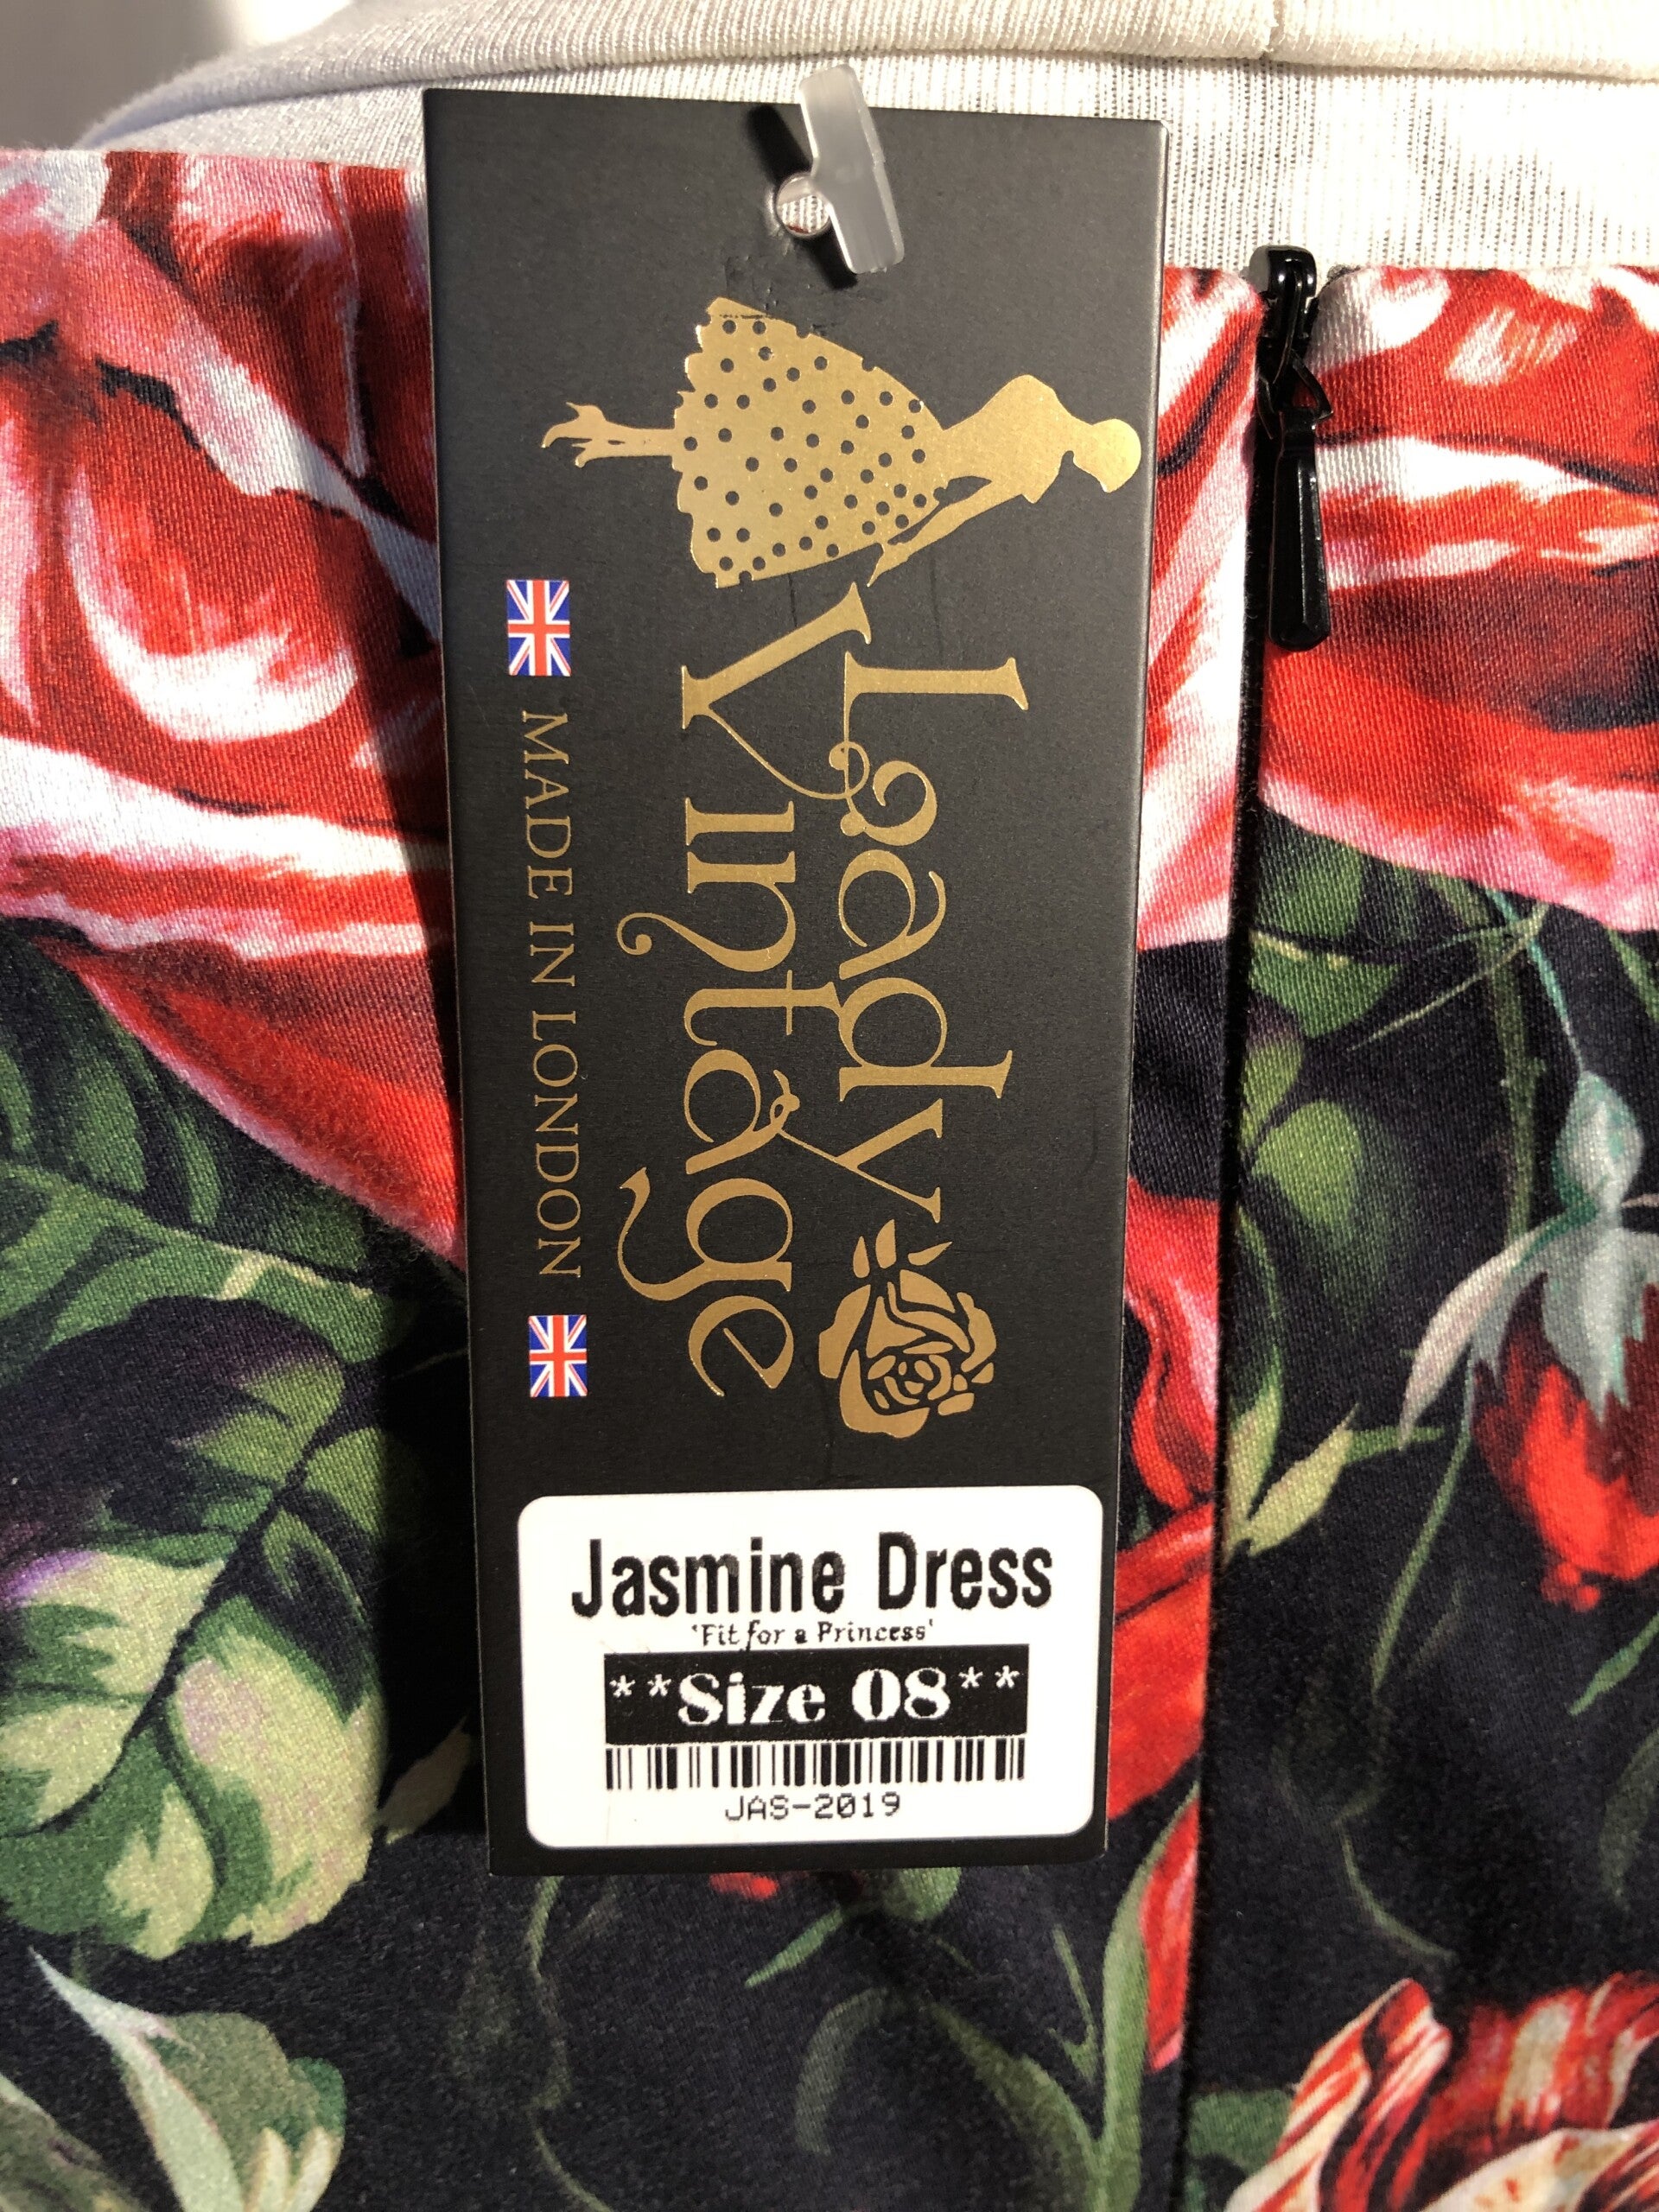 Lady
Vintage
MADE IN LONDON
Jasmine Dress
'Fit for a Princess'
**Size 08**
JAS-2019